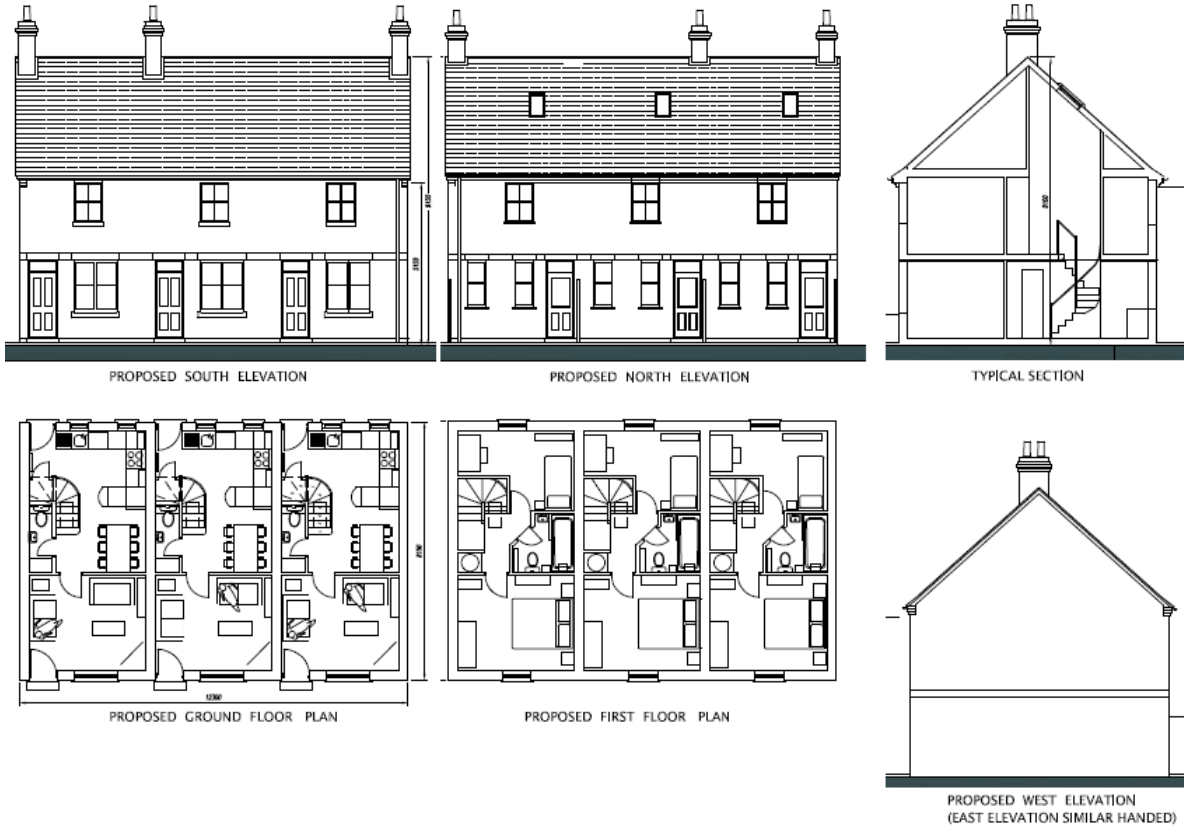 PROPOSED SOUTH ELEVATION
PROPOSED NORTH ELEVATION
TYPICAL SECTION
PROPOSED GROUND FLOOR PLAN
PROPOSED FIRST FLOOR PLAN
PROPOSED WEST ELEVATION
(EAST ELEVATION SIMILAR HANDED)